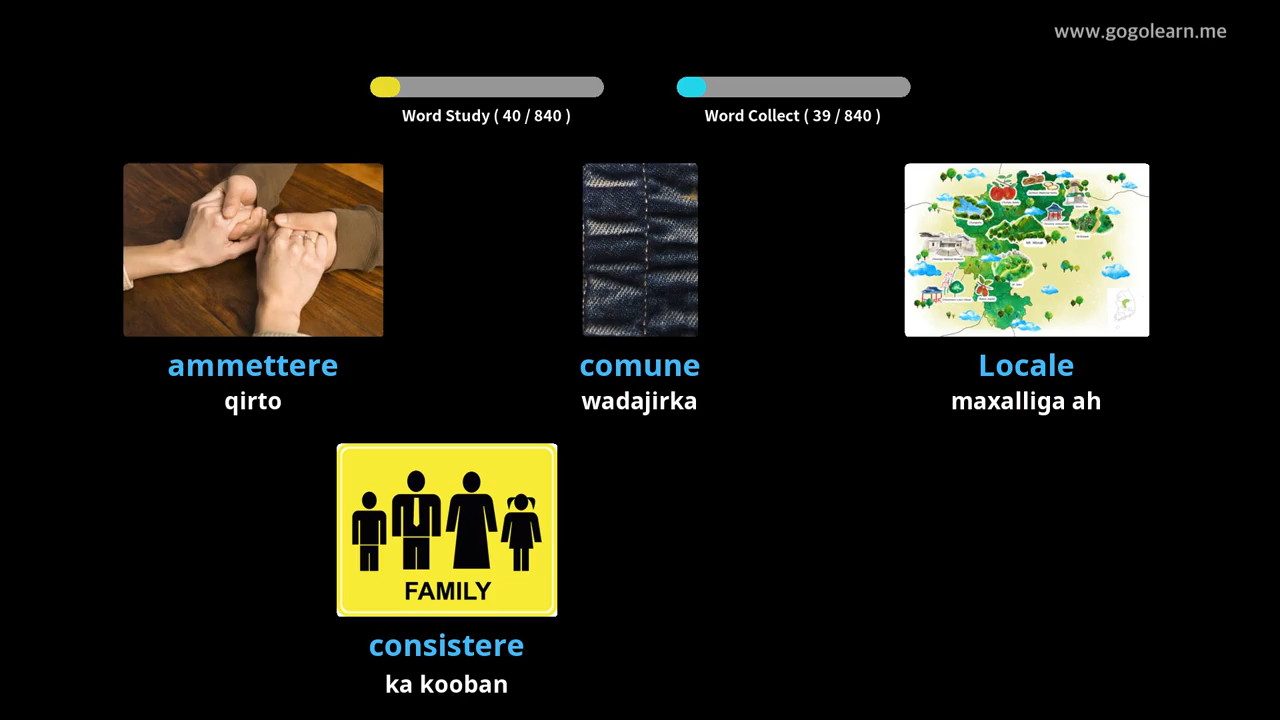 www.gogolearn.me
Word Study ( 40 / 840 )
Word Collect ( 39 / 840 )
ammettere
qirto
comune
wadajirka
Locale
maxalliga ah
FAMILY
consistere
ka kooban